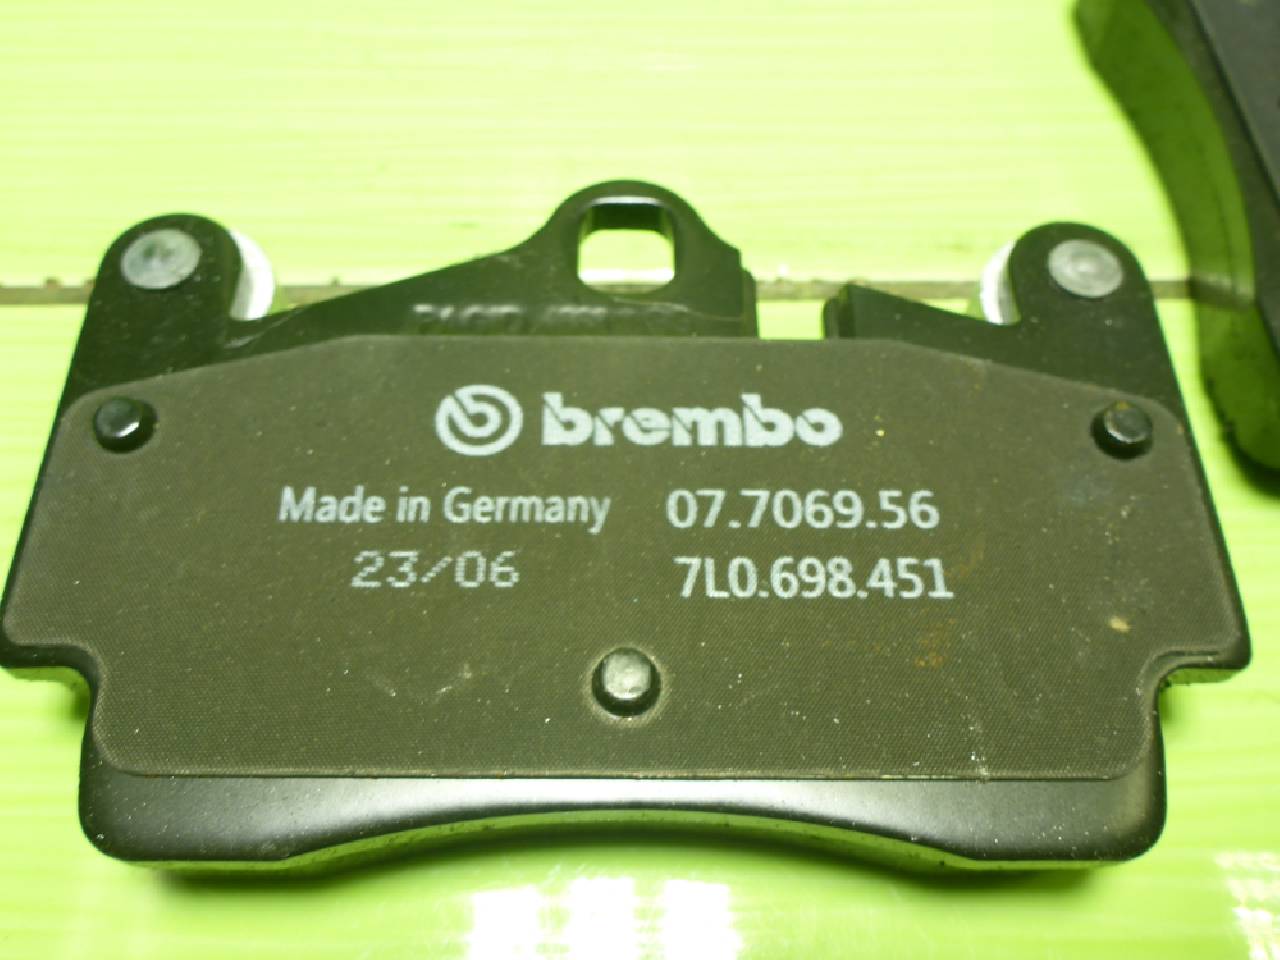 brembo
Made in Germany 07.7069.56
23/06 7L0.698.451